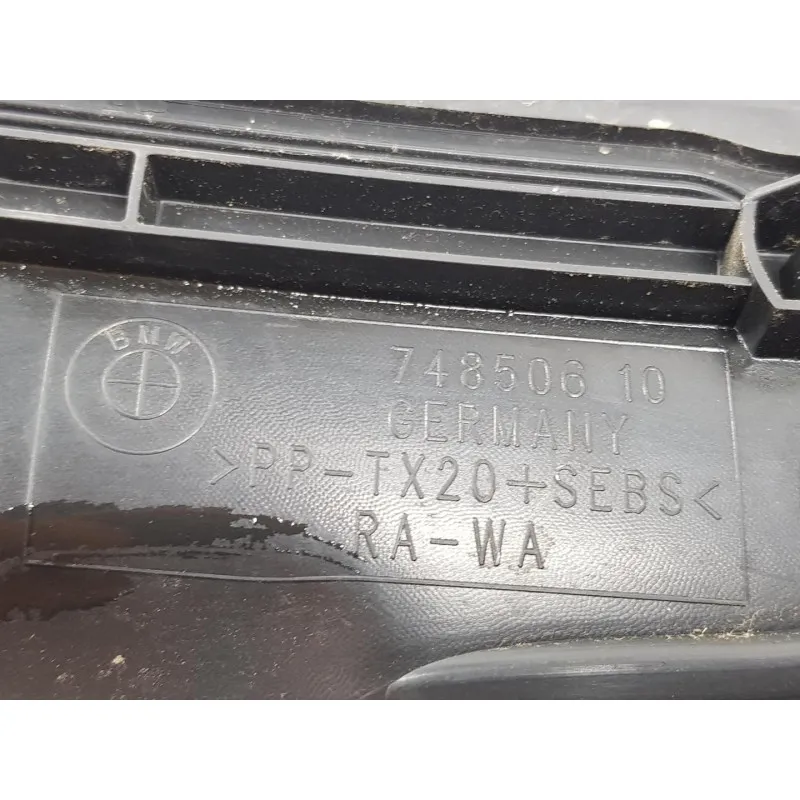 BMW
748506 10
GERMANY
>PP-TX20+SEBS<
RA-WA